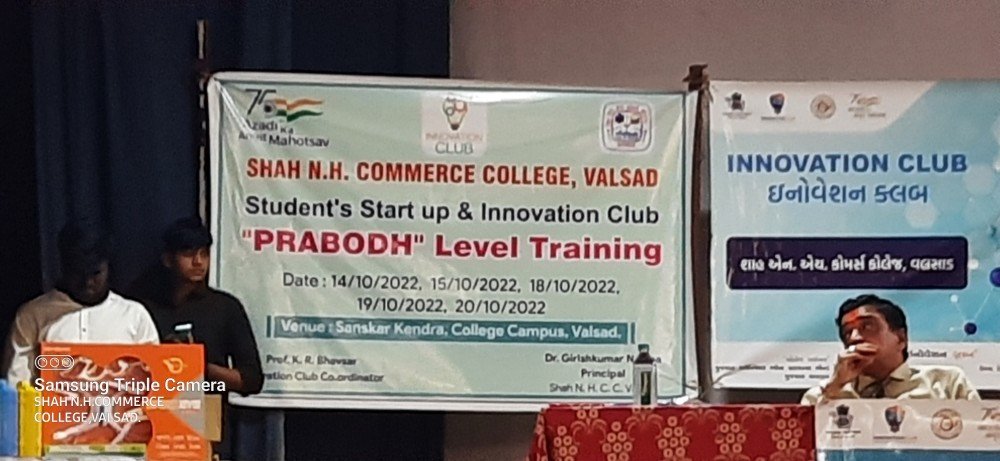 75
Azadi Ka
Amrit Mahotsav
INNOVATION
CLUB
SHAH N.H. COMMERCE COLLEGE, VALSAD
Student's Start up & Innovation Club
"PRABODH" Level Training
Date : 14/10/2022, 15/10/2022, 18/10/2022,
19/10/2022, 20/10/2022
Venue : Sanskar Kendra, College Campus, Valsad.
Prof. K. R. Bhavsar
Co-ordinator
Dr. Girishkumar N.
Principal
Shah N. H. C. C. V
INNOVATION CLUB
ઇનોવેશન ક્લબ
શાહ એન. એચ. કોમર્સ કોલેજ, વલસાડ
Samsung Triple Camera
SHAH N.H.COMMERCE
COLLEGE,VALSAD.